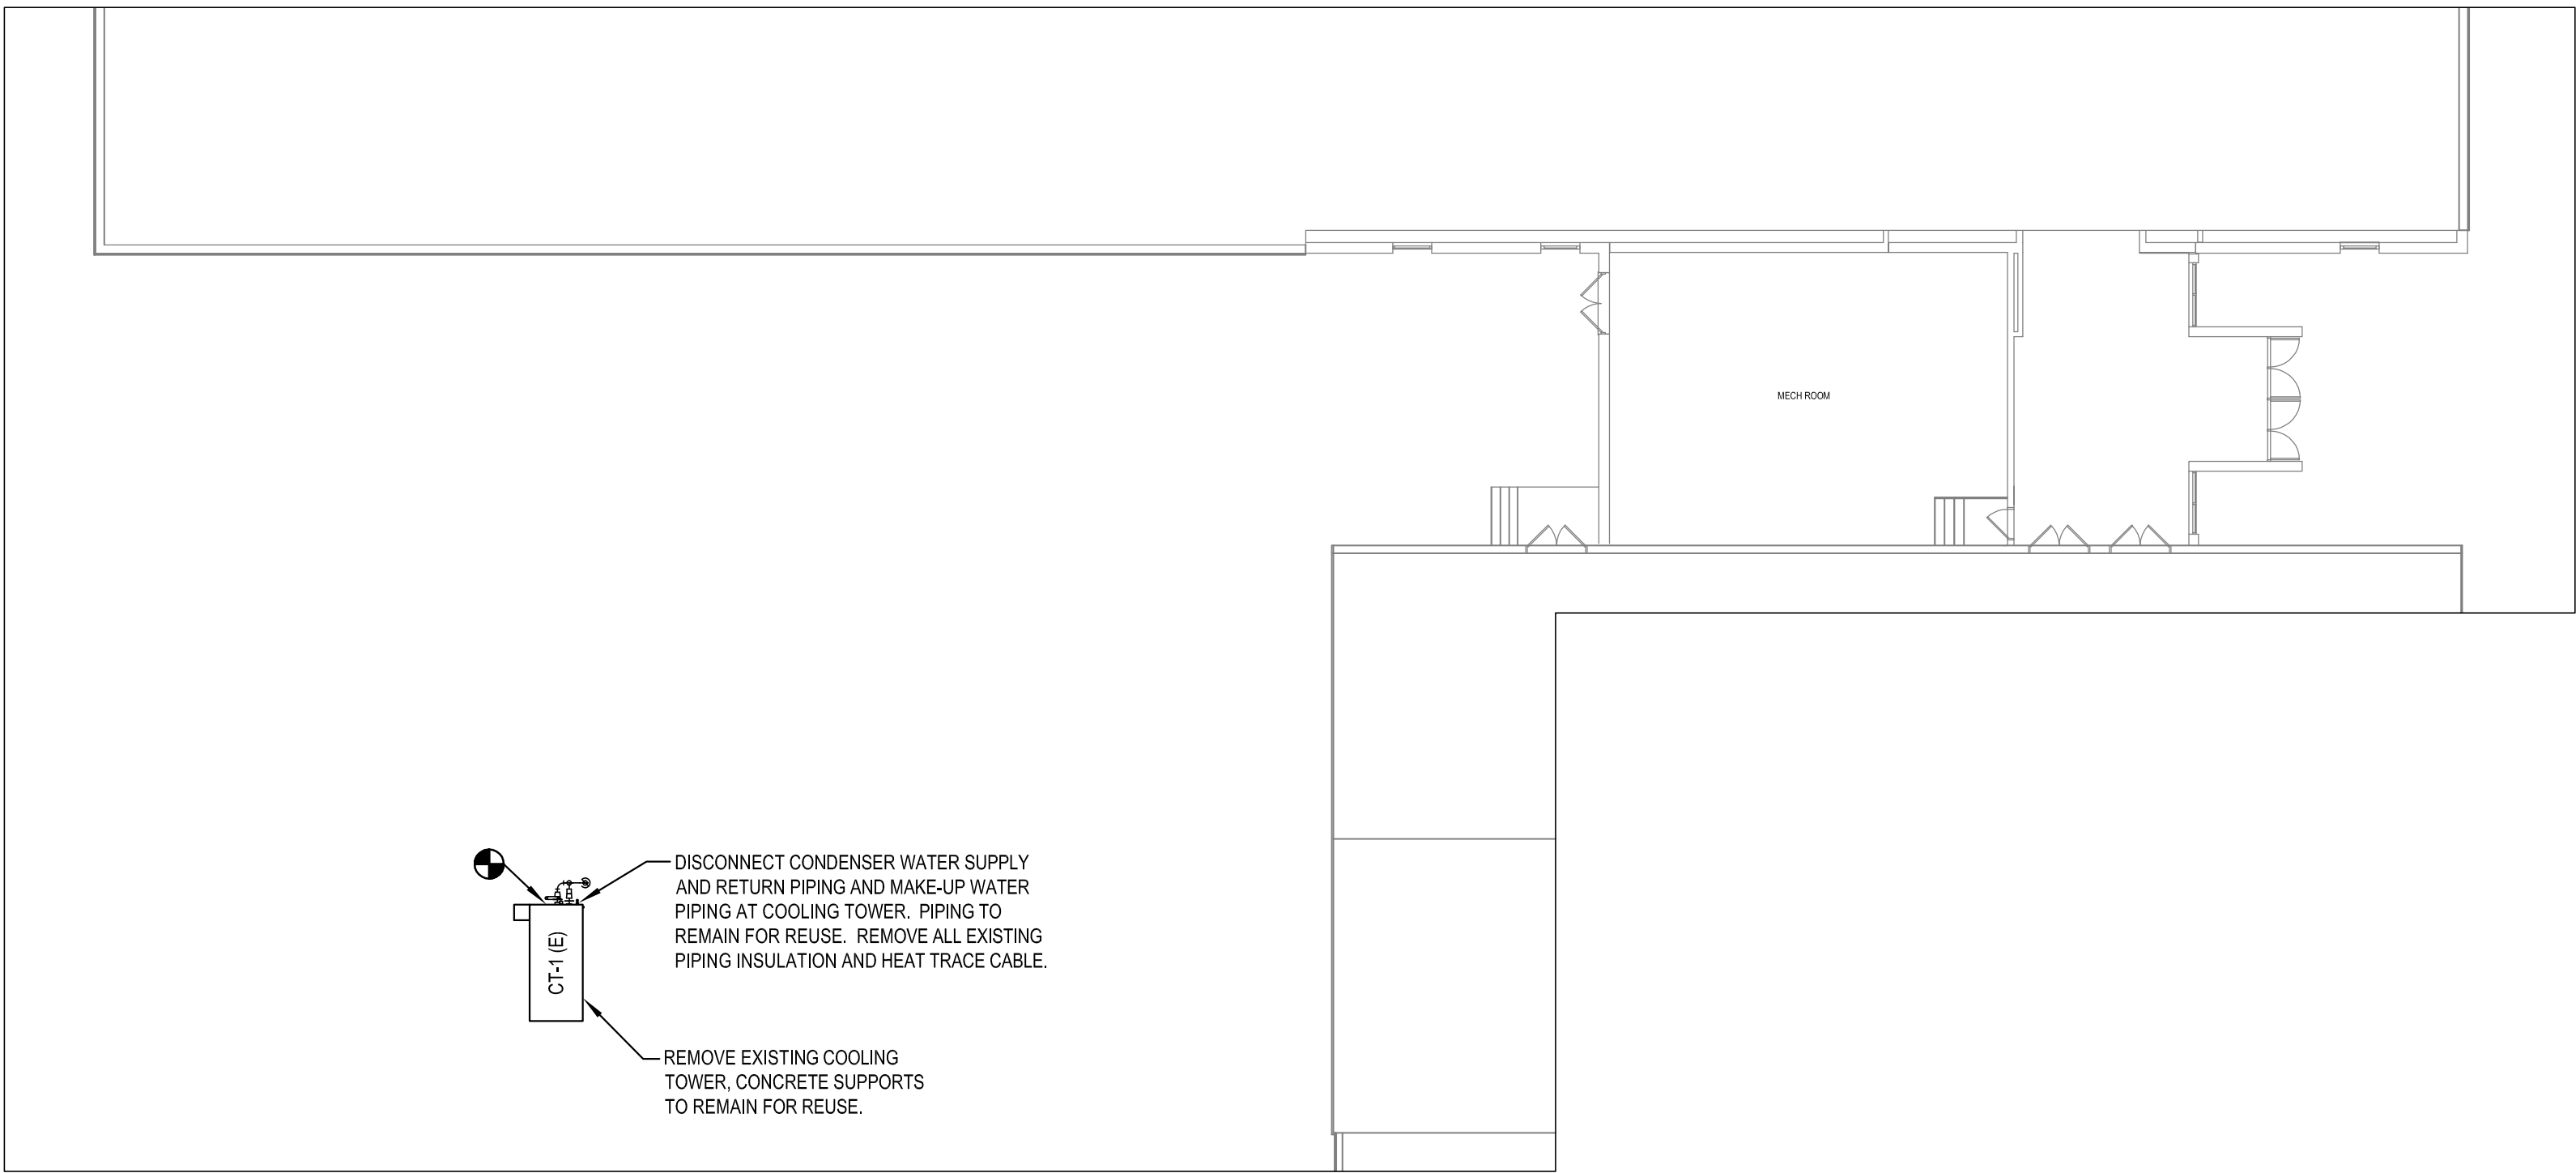 MECH ROOM
DISCONNECT CONDENSER WATER SUPPLY
AND RETURN PIPING AND MAKE-UP WATER
PIPING AT COOLING TOWER. PIPING TO
REMAIN FOR REUSE. REMOVE ALL EXISTING
PIPING INSULATION AND HEAT TRACE CABLE.
CT-1 (E)
REMOVE EXISTING COOLING
TOWER, CONCRETE SUPPORTS
TO REMAIN FOR REUSE.